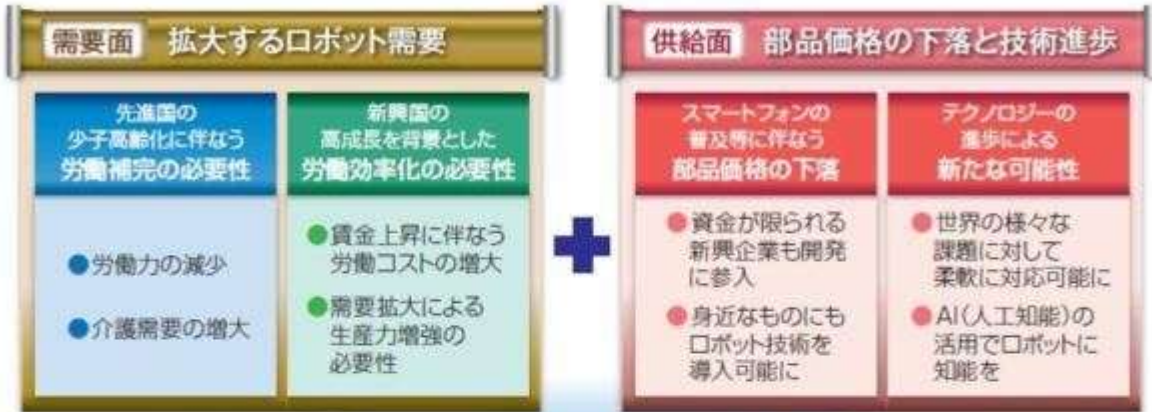 需要面 拡大するロボット需要
先進国の
少子高齢化に伴なう
労働補完の必要性
●労働力の減少
●介護需要の増大
新興国の
高成長を背景とした
労働効率化の必要性
●賃金上昇に伴なう
労働コストの増大
●需要拡大による
生産力増強の
必要性
供給面 部品価格の下落と技術進歩
スマートフォンの
普及等に伴なう
部品価格の下落
●資金が限られる
新興企業も開発
に参入
●身近なものにも
ロボット技術を
導入可能に
テクノロジーの
進歩による
新たな可能性
●世界の様々な
課題に対して
柔軟に対応可能に
●AI(人工知能)の
活用でロボットに
知能を